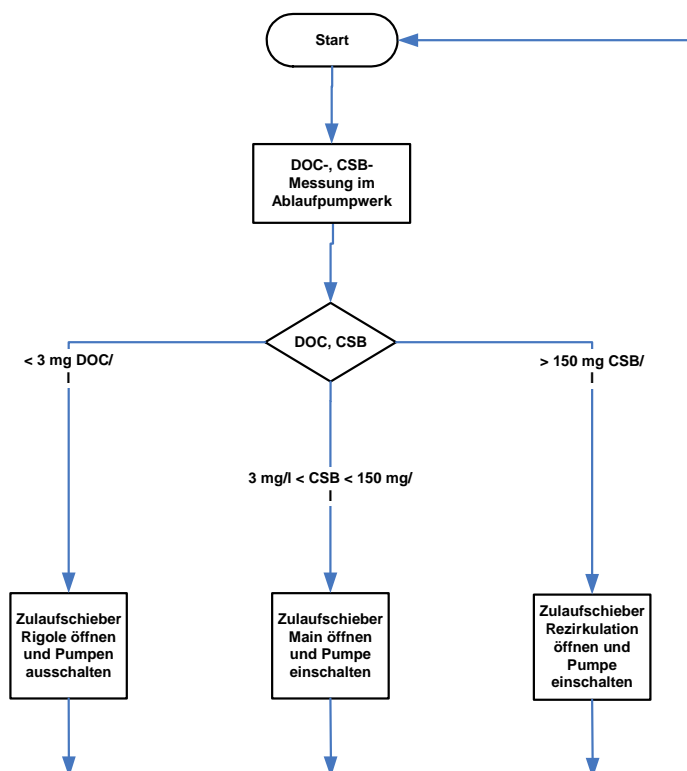 Start
DOC-, CSB-
Messung im
Ablaufpumpwerk
DOC, CSB
< 3 mg DOC/
l
> 150 mg CSB/
l
3 mg/l < CSB < 150 mg/
l
Zulaufschieber
Rigole öffnen
und Pumpen
ausschalten
Zulaufschieber
Main öffnen
und Pumpe
einschalten
Zulaufschieber
Rezirkulation
öffnen und
Pumpe
einschalten